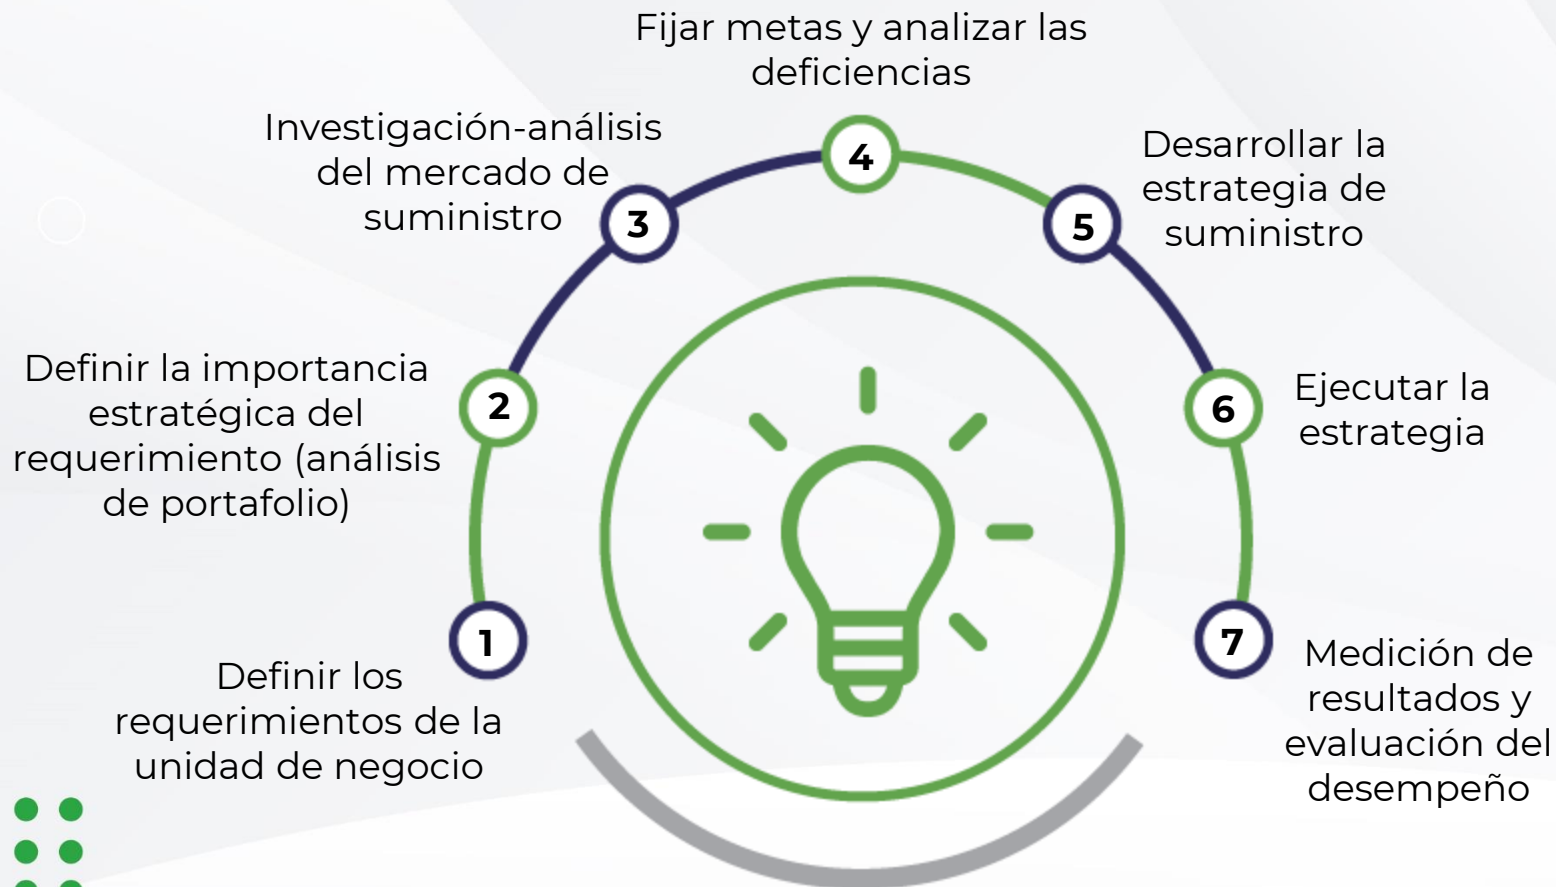 1
Definir los
requerimientos de la
unidad de negocio
2
Definir la importancia
estratégica del
requerimiento (análisis
de portafolio)
3
Investigación-análisis
del mercado de
suministro
4
Fijar metas y analizar las
deficiencias
5
Desarrollar la
estrategia de
suministro
6
Ejecutar la
estrategia
7
Medición de
resultados y
evaluación del
desempeño